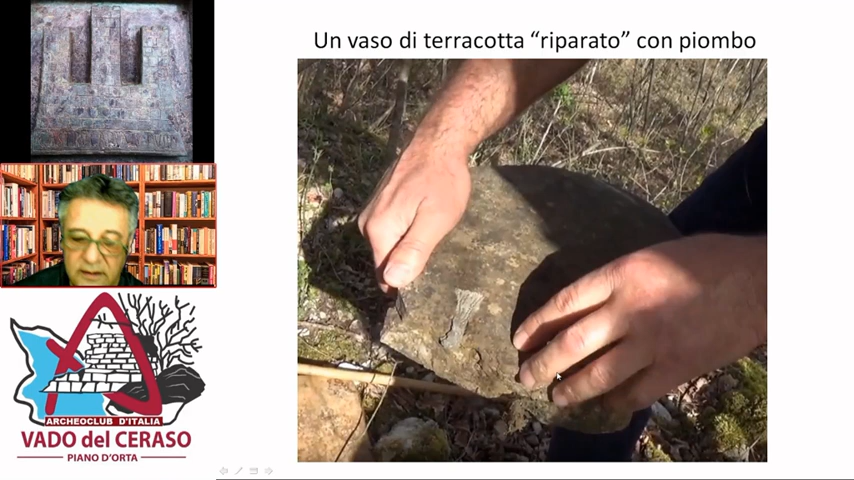 Un vaso di terracotta “riparato” con piombo
ARCHEOCLUB D'ITALIA
VADO del CERASO
PIANO D'ORTA